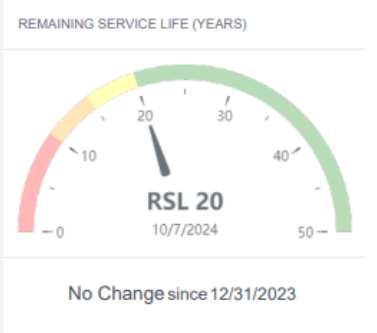 REMAINING SERVICE LIFE (YEARS)
20
30
10
40
0
50
RSL 20
10/7/2024
No Change since 12/31/2023